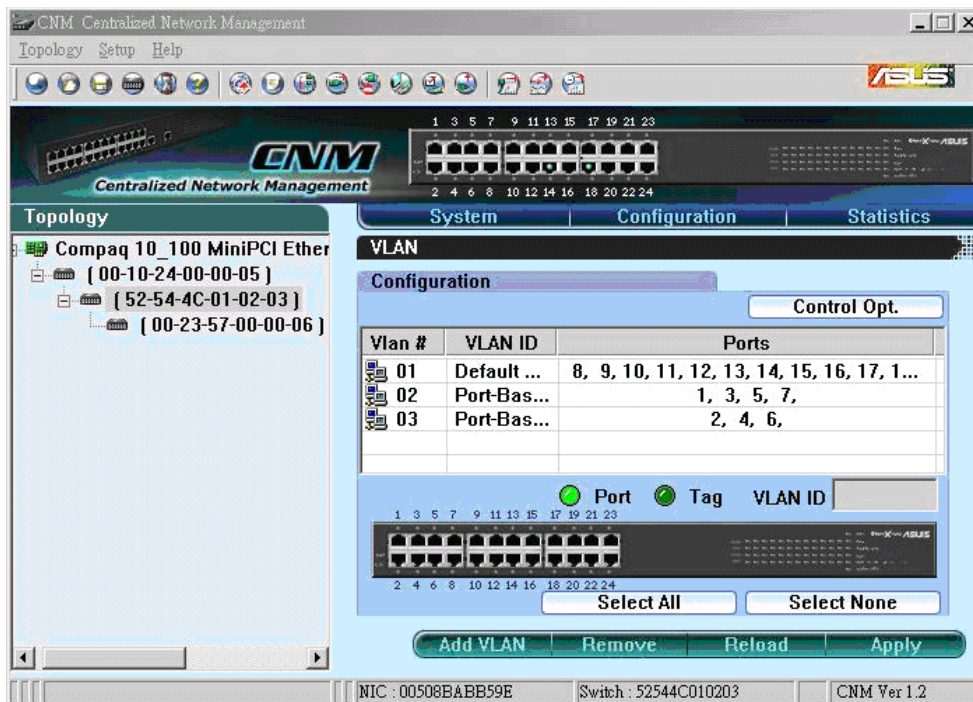 CNM Centralized Network Management
Topology Setup Help
ASUS
1 3 5 7 9 11 13 15 17 19 21 23
CNM
Centralized Network Management
ASUS
2 4 6 8 10 12 14 16 18 20 22 24
Topology
System Configuration Statistics
Compaq 10_100 MiniPCI Ether
( 00-10-24-00-00-05 )
( 52-54-4C-01-02-03 )
( 00-23-57-00-00-06 )
VLAN
Configuration
Control Opt.
Vlan # VLAN ID Ports
01 Default ... 8, 9, 10, 11, 12, 13, 14, 15, 16, 17, 1...
02 Port-Bas... 1, 3, 5, 7,
03 Port-Bas... 2, 4, 6,
Port Tag VLAN ID
1 3 5 7 9 11 13 15 17 19 21 23
ASUS
2 4 6 8 10 12 14 16 18 20 22 24
Select All Select None
Add VLAN Remove Reload Apply
NIC : 00508BABB59E Switch : 52544C010203 CNM Ver 1.2